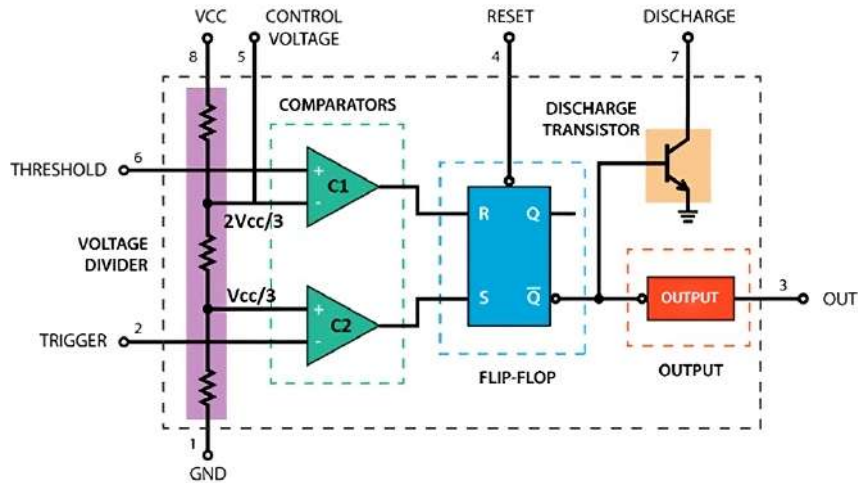 VCC
CONTROL
VOLTAGE
RESET
DISCHARGE
8
5
4
7
COMPARATORS
DISCHARGE
TRANSISTOR
THRESHOLD
6
+
C1
-
2Vcc/3
R
Q
VOLTAGE
DIVIDER
Vcc/3
+
C2
-
S
Q̅
OUTPUT
3
OUT
TRIGGER
2
FLIP-FLOP
OUTPUT
1
GND